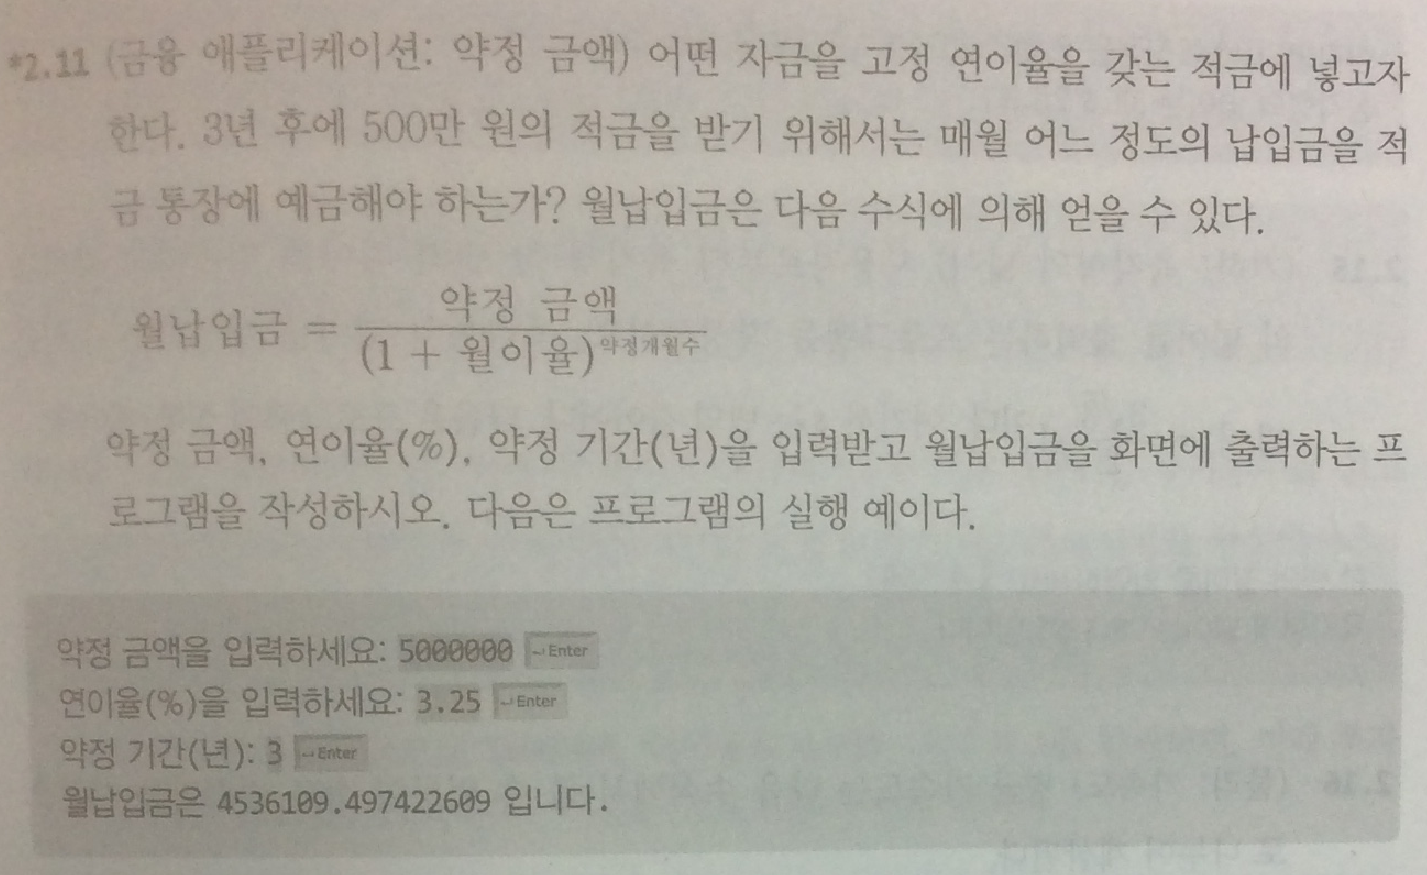 *2.11 (금융 애플리케이션: 약정 금액) 어떤 자금을 고정 연이율을 갖는 적금에 넣고자
한다. 3년 후에 500만 원의 적금을 받기 위해서는 매월 어느 정도의 납입금을 적
금 통장에 예금해야 하는가? 월납입금은 다음 수식에 의해 얻을 수 있다.
월납입금 = 약정 금액
(1 + 월이율)약정개월수
약정 금액, 연이율(%), 약정 기간(년)을 입력받고 월납입금을 화면에 출력하는 프
로그램을 작성하시오. 다음은 프로그램의 실행 예이다.
약정 금액을 입력하세요: 5000000 ↵Enter
연이율(%)을 입력하세요: 3.25 ↵Enter
약정 기간(년): 3 ↵Enter
월납입금은 4536109.497422609 입니다.